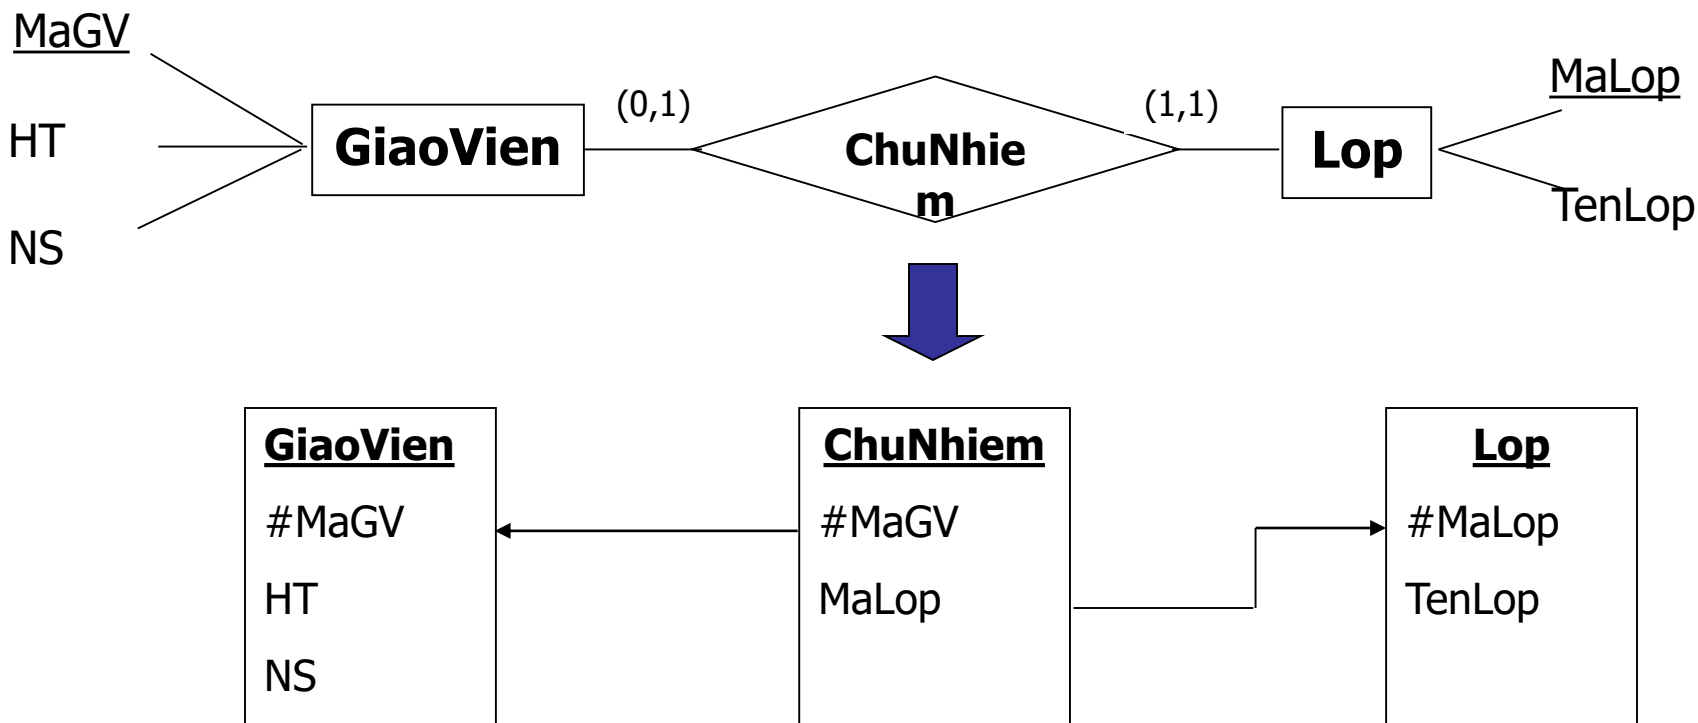 MaGV
HT
NS
GiaoVien
(0,1)
ChuNhie
m
(1,1)
Lop
MaLop
TenLop
GiaoVien
#MaGV
HT
NS
ChuNhiem
#MaGV
MaLop
Lop
#MaLop
TenLop